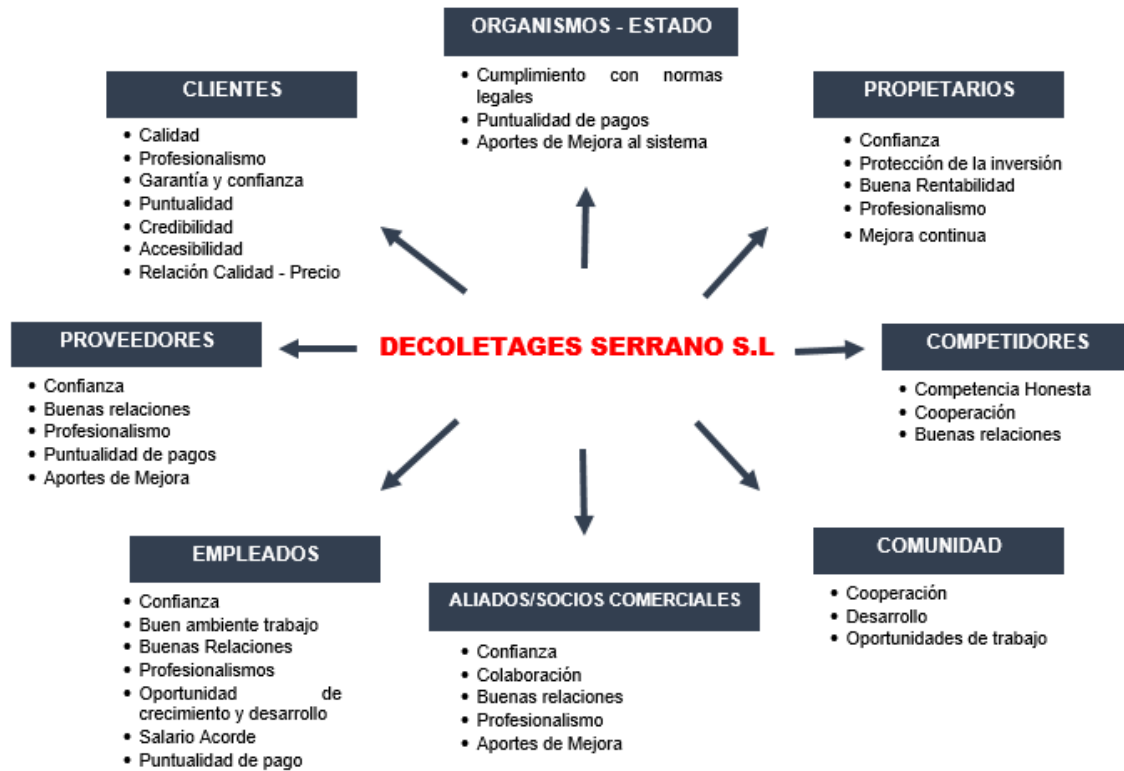 ORGANISMOS - ESTADO
• Cumplimiento con normas
legales
• Puntualidad de pagos
• Aportes de Mejora al sistema
CLIENTES
• Calidad
• Profesionalismo
• Garantía y confianza
• Puntualidad
• Credibilidad
• Accesibilidad
• Relación Calidad - Precio
PROPIETARIOS
• Confianza
• Protección de la inversión
• Buena Rentabilidad
• Profesionalismo
• Mejora continua
PROVEEDORES
• Confianza
• Buenas relaciones
• Profesionalismo
• Puntualidad de pagos
• Aportes de Mejora
DECOLETAGES SERRANO S.L
COMPETIDORES
• Competencia Honesta
• Cooperación
• Buenas relaciones
EMPLEADOS
• Confianza
• Buen ambiente trabajo
• Buenas Relaciones
• Profesionalismos
• Oportunidad de
crecimiento y desarrollo
• Salario Acorde
• Puntualidad de pago
ALIADOS/SOCIOS COMERCIALES
• Confianza
• Colaboración
• Buenas relaciones
• Profesionalismo
• Aportes de Mejora
COMUNIDAD
• Cooperación
• Desarrollo
• Oportunidades de trabajo